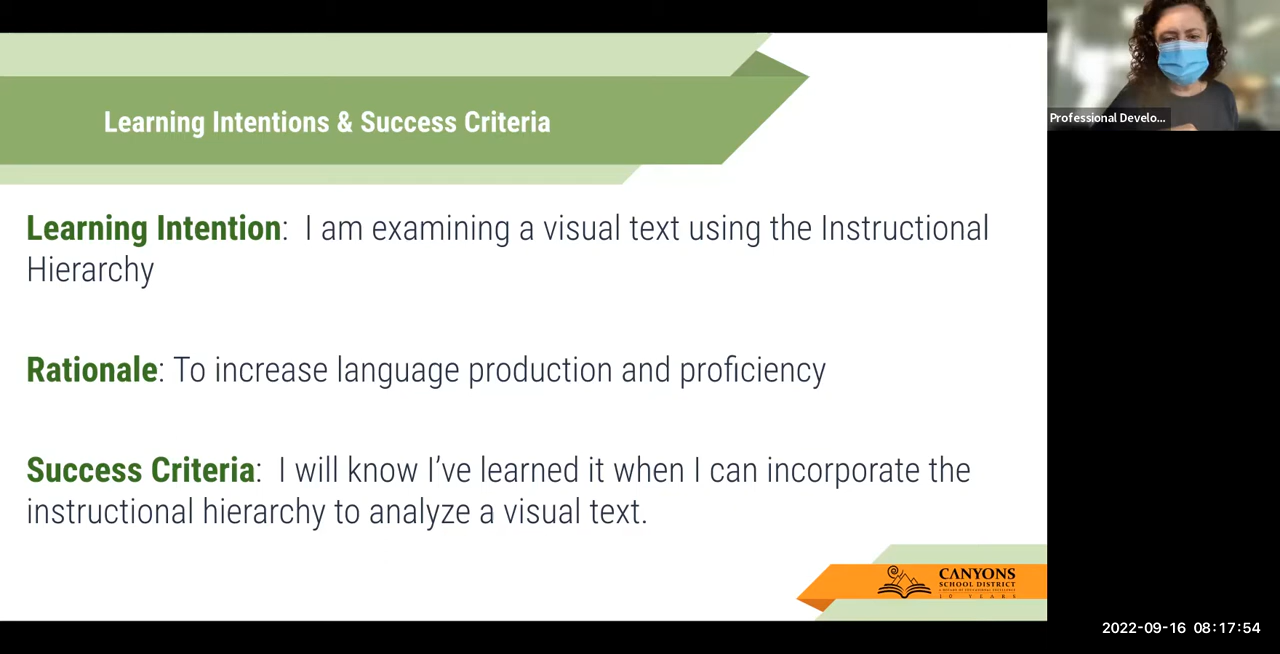 Learning Intentions & Success Criteria
Professional Develo...
Learning Intention: I am examining a visual text using the Instructional
Hierarchy
Rationale: To increase language production and proficiency
Success Criteria: I will know I've learned it when I can incorporate the
instructional hierarchy to analyze a visual text.
CANYONS
SCHOOL DISTRICT
10 YEARS
2022-09-16 08:17:54